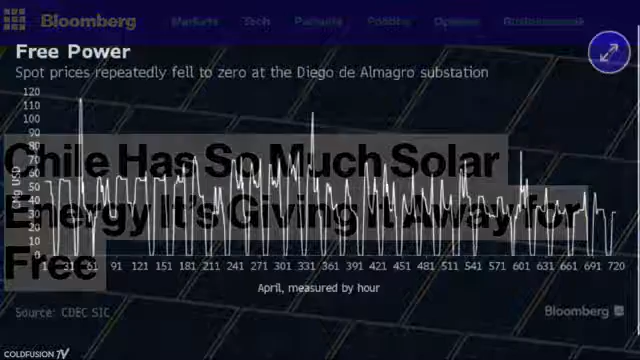 Bloomberg
Markets Tech Pursuits Politics Opinion Businessweek
Free Power
Spot prices repeatedly fell to zero at the Diego de Almagro substation
120
110
100
90
80
70
60
50
40
30
20
10
0
CMg USD
Chile Has So Much Solar
Energy It's Giving It Away for
Free
1 31 61 91 121 151 181 211 241 271 301 331 361 391 421 451 481 511 541 571 601 631 661 691 720
April, measured by hour
Source: CDEC SIC
Bloomberg
COLDFUSION TV